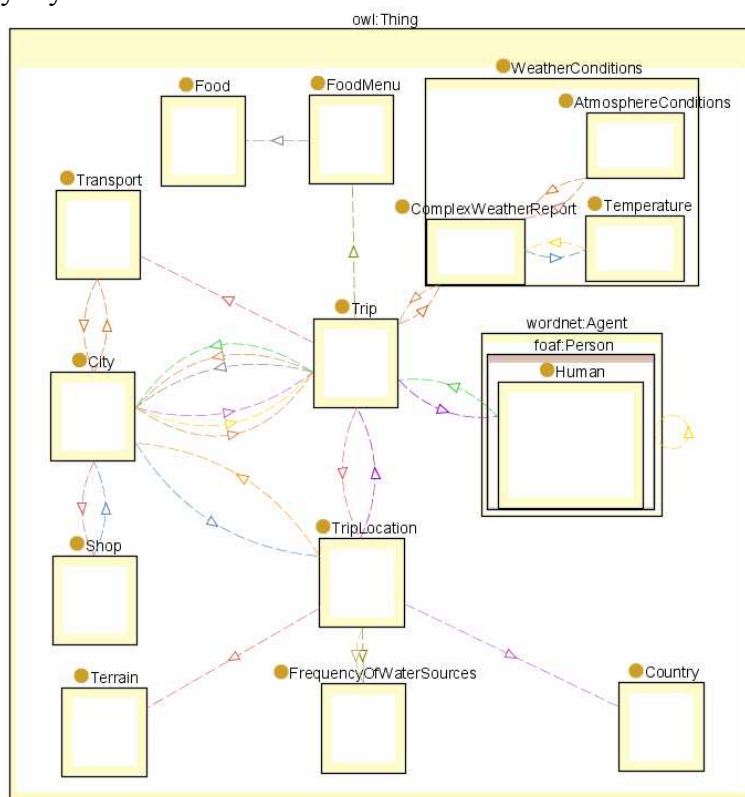 owl:Thing
WeatherConditions
Food
FoodMenu
AtmosphereConditions
Transport
ComplexWeatherReport
Temperature
Trip
wordnet:Agent
foaf:Person
City
Human
TripLocation
Shop
Terrain
FrequencyOfWaterSources
Country